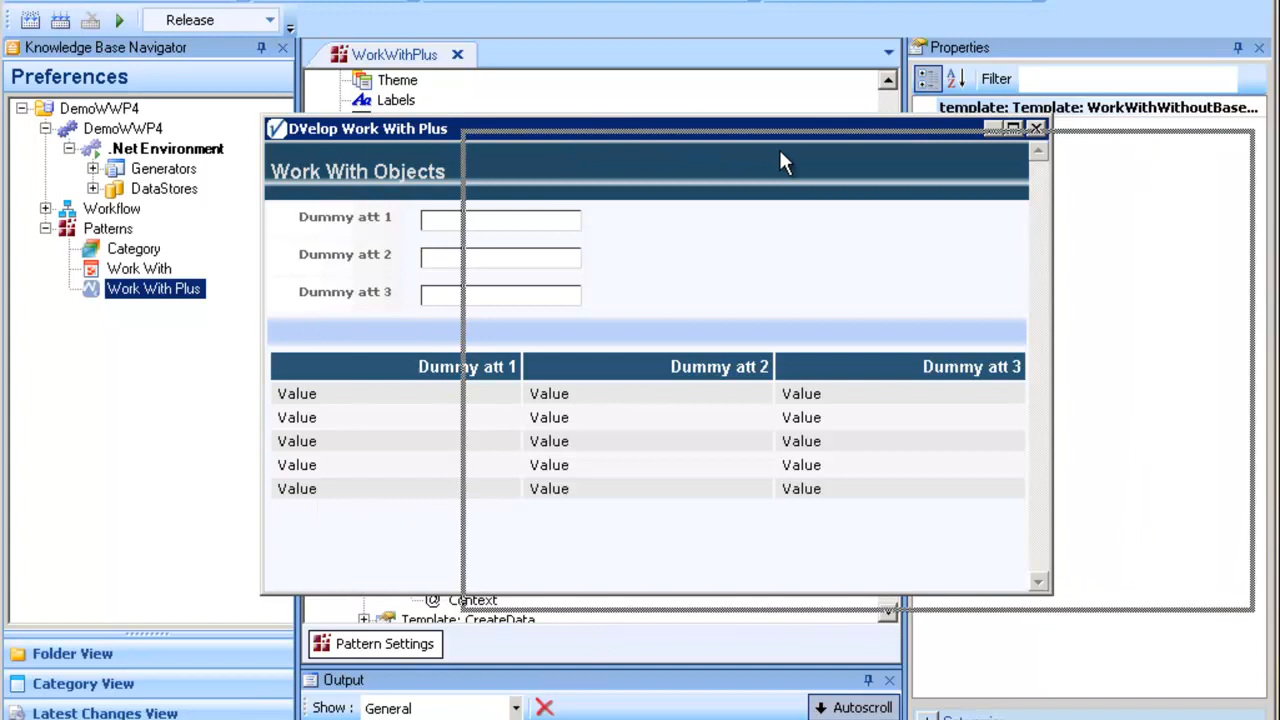 Release
Knowledge Base Navigator
Preferences
DemoWWP4
DemoWWP4
.Net Environment
Generators
DataStores
Workflow
Patterns
Category
Work With
Work With Plus
Folder View
Category View
Latest Changes View
WorkWithPlus
Theme
Labels
DVelop Work With Plus
Work With Objects
Dummy att 1
Dummy att 2
Dummy att 3
Dummy att 1 Dummy att 2 Dummy att 3
Value Value Value
Value Value Value
Value Value Value
Value Value Value
Value Value Value
Context
Template: CreateData
Pattern Settings
Output
Show : General
Autoscroll
Properties
Filter
template: Template: WorkWithWithoutBase...